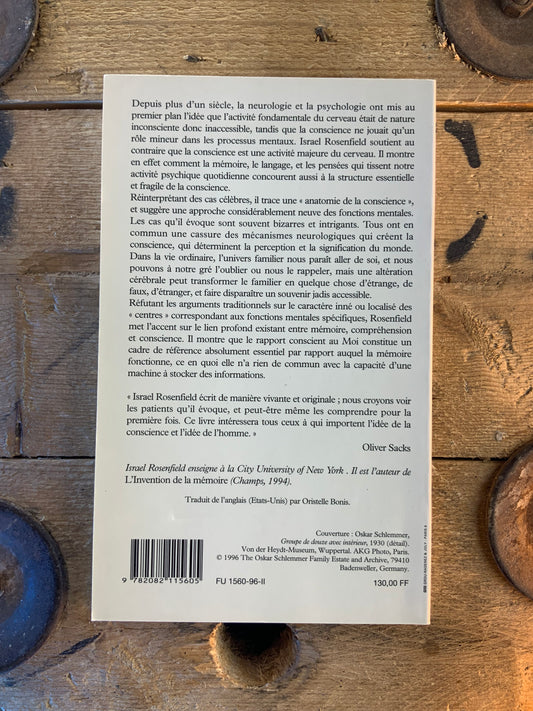 Depuis plus d'un siècle, la neurologie et la psychologie ont mis au
premier plan l'idée que l'activité fondamentale du cerveau était de nature
inconsciente donc inaccessible, tandis que la conscience ne jouait qu'un
rôle mineur dans les processus mentaux. Israel Rosenfield soutient au
contraire que la conscience est une activité majeure du cerveau. Il montre
en effet comment la mémoire, le langage, et les pensées qui tissent notre
activité psychique quotidienne concourent aussi à la structure essentielle
et fragile de la conscience.
Réinterprétant des cas célèbres, il trace une « anatomie de la conscience »,
et suggère une approche considérablement neuve des fonctions mentales.
Les cas qu'il évoque sont souvent bizarres et intrigants. Tous ont en
commun une cassure des mécanismes neurologiques qui créent la
conscience, qui déterminent la perception et la signification du monde.
Dans la vie ordinaire, l'univers familier nous paraît aller de soi, et nous
pouvons à notre gré l'oublier ou nous le rappeler, mais une altération
cérébrale peut transformer le familier en quelque chose d'étrange, de
faux, d'étranger, et faire disparaître un souvenir jadis accessible.
Réfutant les arguments traditionnels sur le caractère inné ou localisé des
« centres » correspondant aux fonctions mentales spécifiques, Rosenfield
met l'accent sur le lien profond existant entre mémoire, compréhension
et conscience. Il montre que le rapport conscient au Moi constitue un
cadre de référence absolument essentiel par rapport auquel la mémoire
fonctionne, ce en quoi elle n'a rien de commun avec la capacité d'une
machine à stocker des informations.
« Israel Rosenfield écrit de manière vivante et originale ; nous croyons voir
les patients qu'il évoque, et peut-être même les comprendre pour la
première fois. Ce livre intéressera tous ceux à qui importent l'idée de la
conscience et l'idée de l'homme. »
Oliver Sacks
Israel Rosenfield enseigne à la City University of New York . Il est l'auteur de
L'Invention de la mémoire (Champs, 1994).
Traduit de l'anglais (Etats-Unis) par Oristelle Bonis.
Couverture : Oskar Schlemmer,
Groupe de douze avec intérieur, 1930 (détail).
Von der Heydt-Museum, Wuppertal. AKG Photo, Paris.
© 1996 The Oskar Schlemmer Family Estate and Archive, 79410
Badenweiler, Germany.
9 782082 115605
FU 1560-96-II
130,00 FF